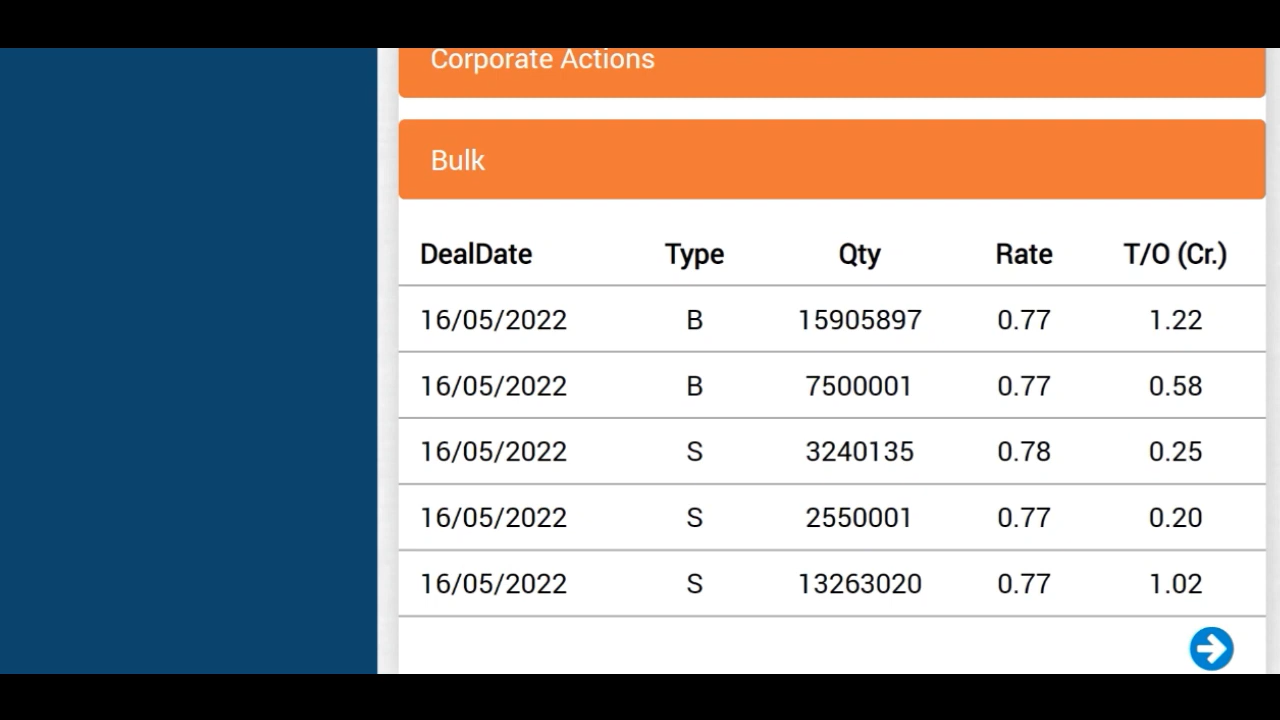 Corporate Actions
Bulk
DealDate Type Qty Rate T/O (Cr.)
16/05/2022 B 15905897 0.77 1.22
16/05/2022 B 7500001 0.77 0.58
16/05/2022 S 3240135 0.78 0.25
16/05/2022 S 2550001 0.77 0.20
16/05/2022 S 13263020 0.77 1.02